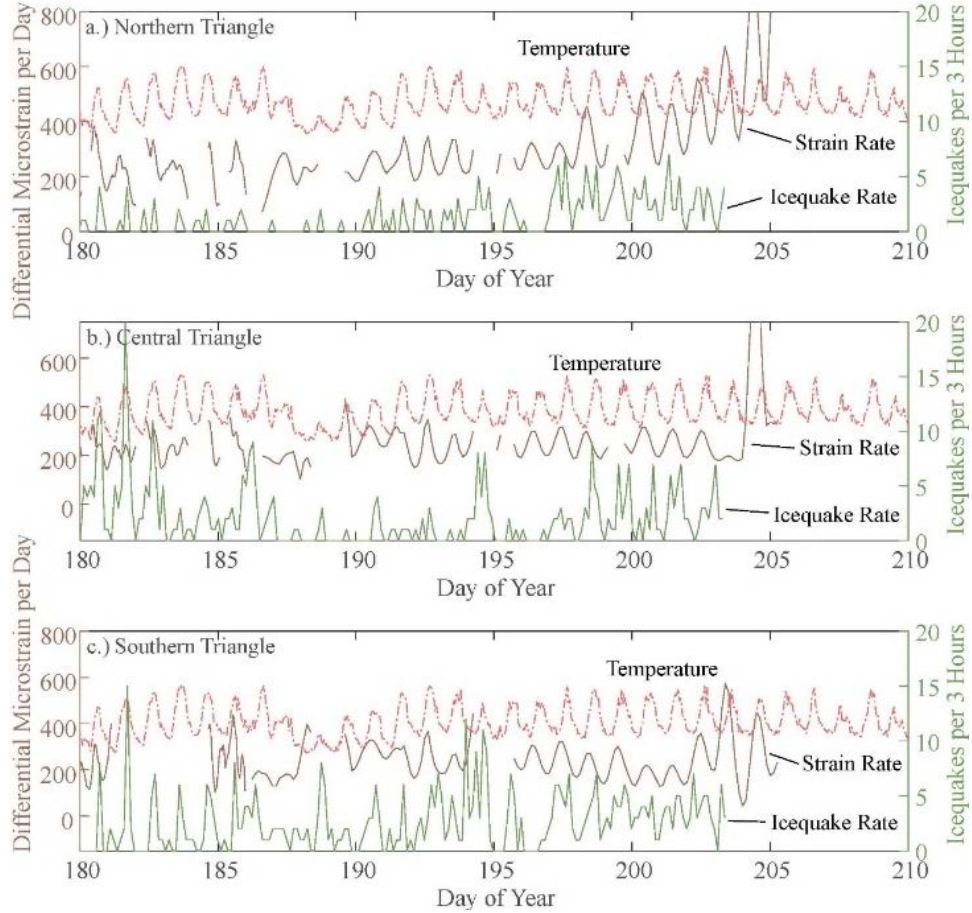 a.) Northern Triangle
Temperature
Strain Rate
Icequake Rate
800
600
400
200
0
20
15
10
5
0
180 185 190 195 200 205 210
Day of Year
Differential Microstrain per Day
Icequakes per 3 Hours
b.) Central Triangle
Temperature
Strain Rate
Icequake Rate
600
400
200
0
20
15
10
5
0
180 185 190 195 200 205 210
Day of Year
Differential Microstrain per Day
Icequakes per 3 Hours
c.) Southern Triangle
Temperature
Strain Rate
Icequake Rate
800
600
400
200
0
20
15
10
5
0
180 185 190 195 200 205 210
Day of Year
Differential Microstrain per Day
Icequakes per 3 Hours